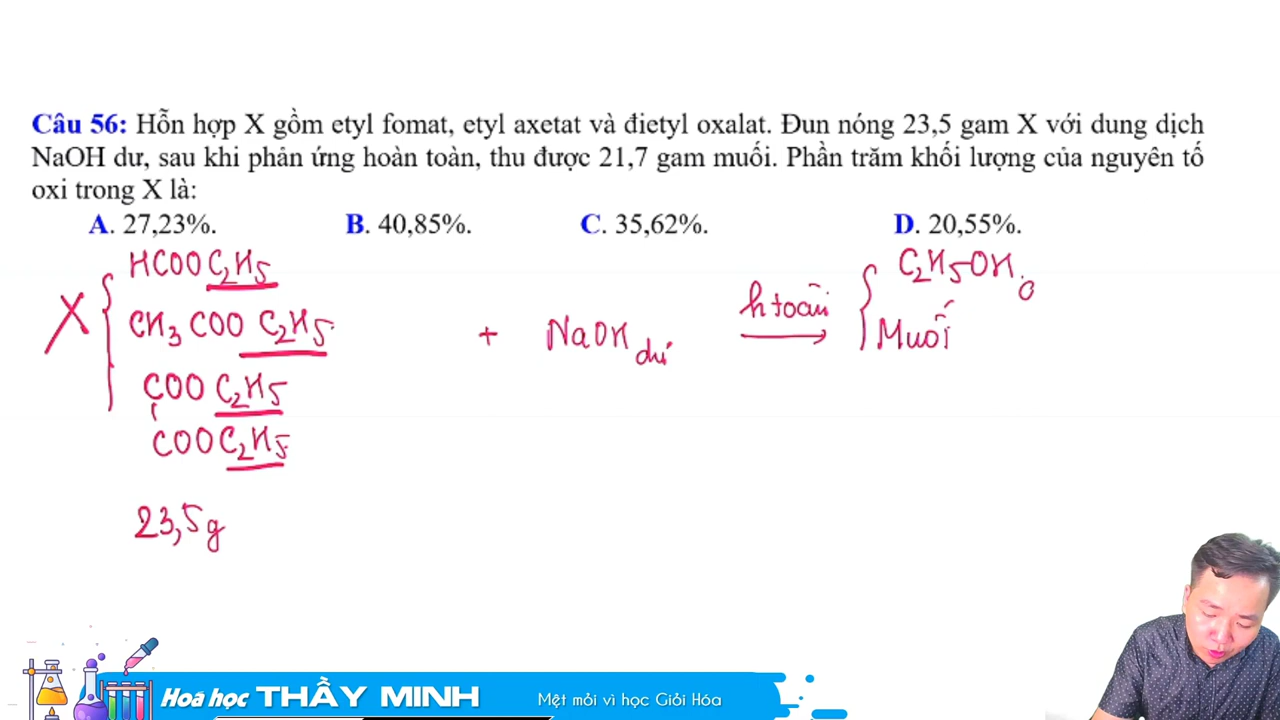 Câu 56: Hỗn hợp X gồm etyl fomat, etyl axetat và đietyl oxalat. Đun nóng 23,5 gam X với dung dịch
NaOH dư, sau khi phản ứng hoàn toàn, thu được 21,7 gam muối. Phần trăm khối lượng của nguyên tố
oxi trong X là:
A. 27,23%. B. 40,85%. C. 35,62%. D. 20,55%.
HCOOC₂H₅
CH₃COOC₂H₅
COOC₂H₅
COOC₂H₅
X
23,5g
+ NaOH dư
h toàn
C₂H₅OH
Muối
Hoá học THẦY MINH
Mệt mỏi vì học Giỏi Hóa